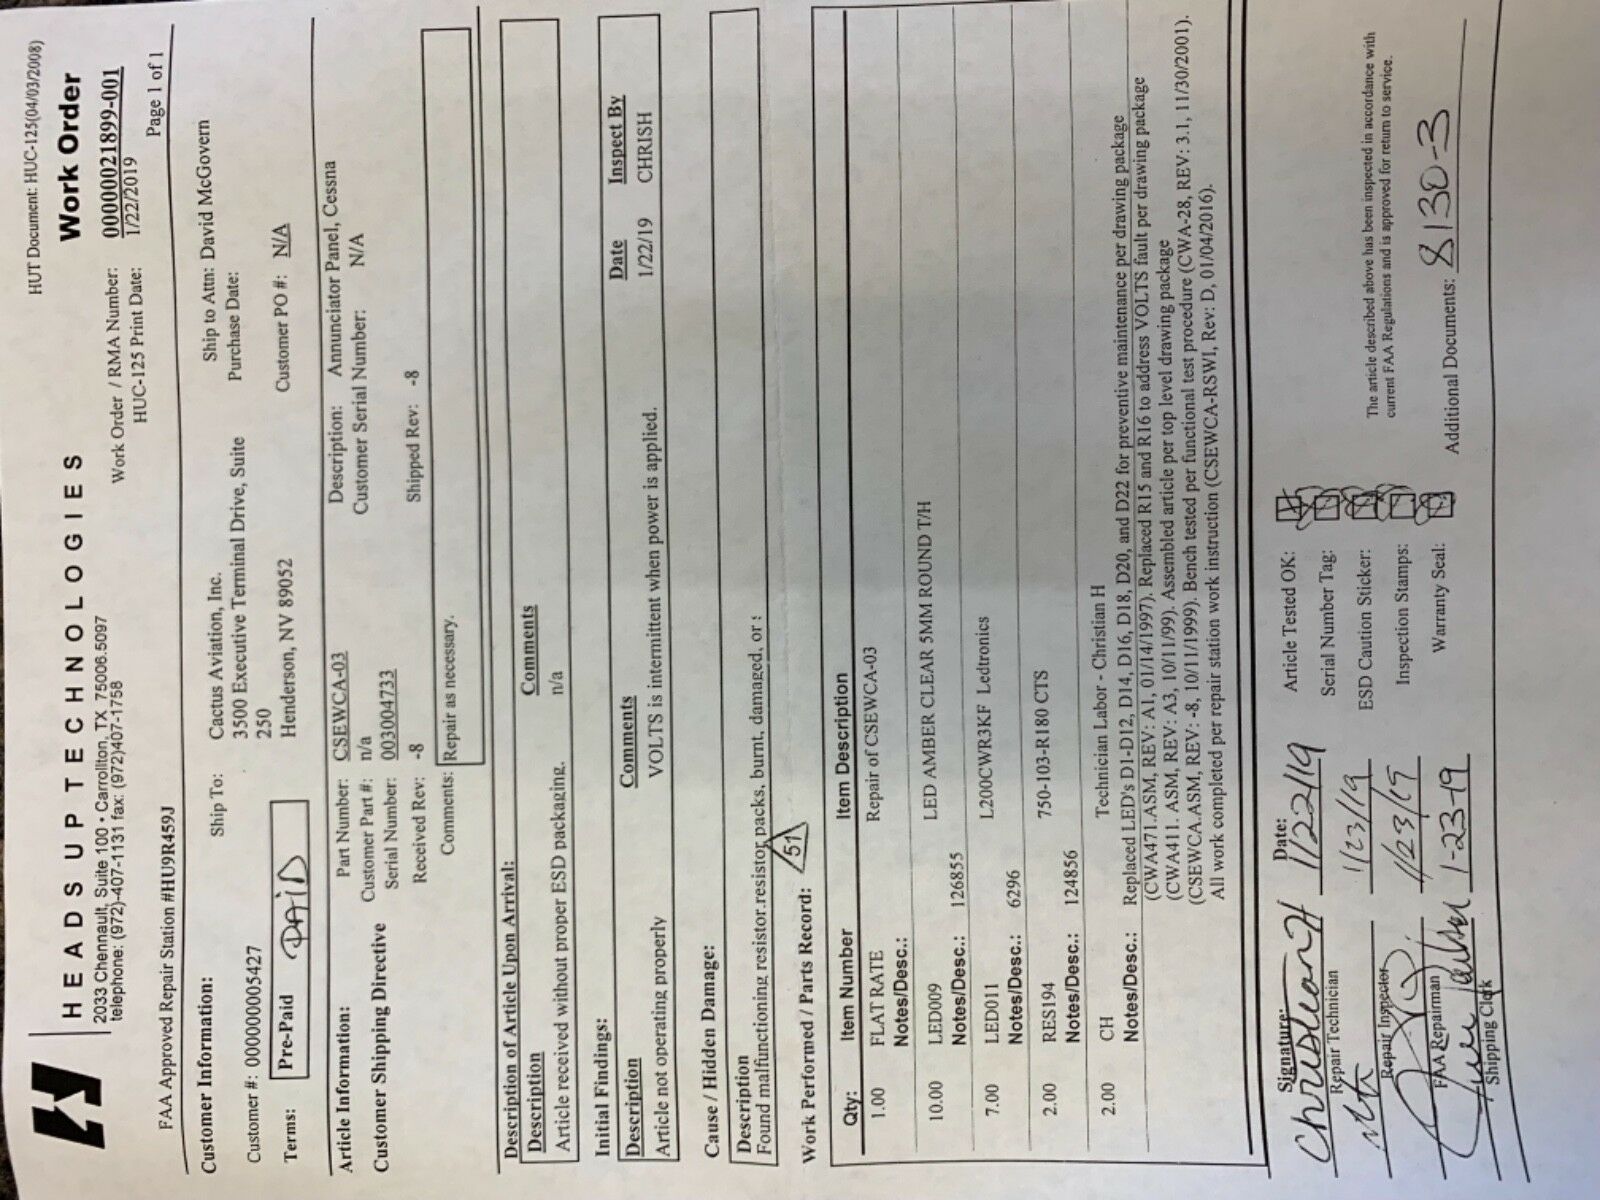 HUT Document: HUC-125(04/03/2008)
HEADS UP TECHNOLOGIES
2033 Chennault, Suite 100 • Carrollton, TX 75006.5097
telephone: (972)-407-1131 fax: (972)407-1758
Work Order
Work Order / RMA Number: 00000021899-001
HUC-125 Print Date: 1/22/2019
Page 1 of 1
FAA Approved Repair Station #HU9R459J
Customer Information:
Customer #: 000000005427
Terms: Pre-Paid PAID
Ship To: Cactus Aviation, Inc.
3500 Executive Terminal Drive, Suite
250
Henderson, NV 89052
Ship to Attn: David McGovern
Purchase Date:
Customer PO #: N/A
Article Information:
Customer Shipping Directive
Part Number: CSEWCA-03
Customer Part #: n/a
Serial Number: 003004733
Received Rev: -8
Description: Annunciator Panel, Cessna
Customer Serial Number: N/A
Shipped Rev: -8
Comments: Repair as necessary.
Description of Article Upon Arrival:
Description Comments
Article received without proper ESD packaging. n/a
Initial Findings:
Description Comments Date Inspect By
Article not operating properly VOLTS is intermittent when power is applied. 1/22/19 CHRISH
Cause / Hidden Damage:
Description
Found malfunctioning resistor.resistor packs, burnt, damaged, or
Work Performed / Parts Record: 51
Qty: Item Number Item Description
1.00 FLAT RATE Repair of CSEWCA-03
Notes/Desc.:
10.00 LED009 LED AMBER CLEAR 5MM ROUND T/H
Notes/Desc.: 126855
7.00 LED011 L200CWR3KF Ledtronics
Notes/Desc.: 6296
2.00 RES194 750-103-R180 CTS
Notes/Desc.: 124856
2.00 CH Technician Labor - Christian H
Notes/Desc.: Replaced LED's D1-D12, D14, D16, D18, D20, and D22 for preventive maintenance per drawing package
(CWA471.ASM, REV: A1, 01/14/1997). Replaced R15 and R16 to address VOLTS fault per drawing package
(CWA411. ASM, REV: A3, 10/11/99). Assembled article per top level drawing package
(CSEWCA.ASM, REV: -8, 10/11/1999). Bench tested per functional test procedure (CWA-28, REV: 3.1, 11/30/2001).
All work completed per repair station work instruction (CSEWCA-RSWI, Rev: D, 01/04/2016).
Signature: Date:
Christian H 1/22/19
Repair Technician
1/23/19
Repair Inspector
1/23/19
FAA Repairman
1-23-19
Shipping Clerk
Article Tested OK:
Serial Number Tag:
ESD Caution Sticker:
Inspection Stamps:
Warranty Seal:
The article described above has been inspected in accordance with
current FAA Regulations and is approved for return to service.
Additional Documents: 8130-3